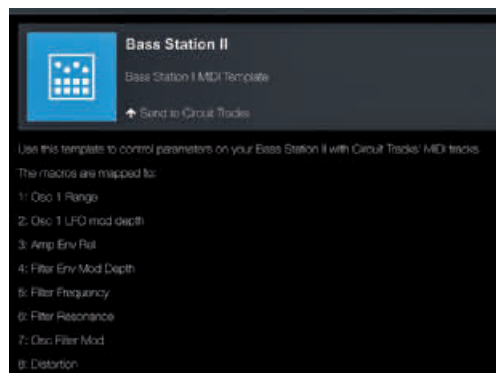 Bass Station II
Bass Station II MIDI Template
Send to Circuit Tracks
Use this template to control parameters on your Bass Station II with Circuit Tracks' MIDI tracks
The macros are mapped to:
1: Osc 1 Range
2: Osc 1 LFO mod depth
3: Amp Env Rel
4: Filter Env Mod Depth
5: Filter Frequency
6: Filter Resonance
7: Osc Filter Mod
8: Distortion